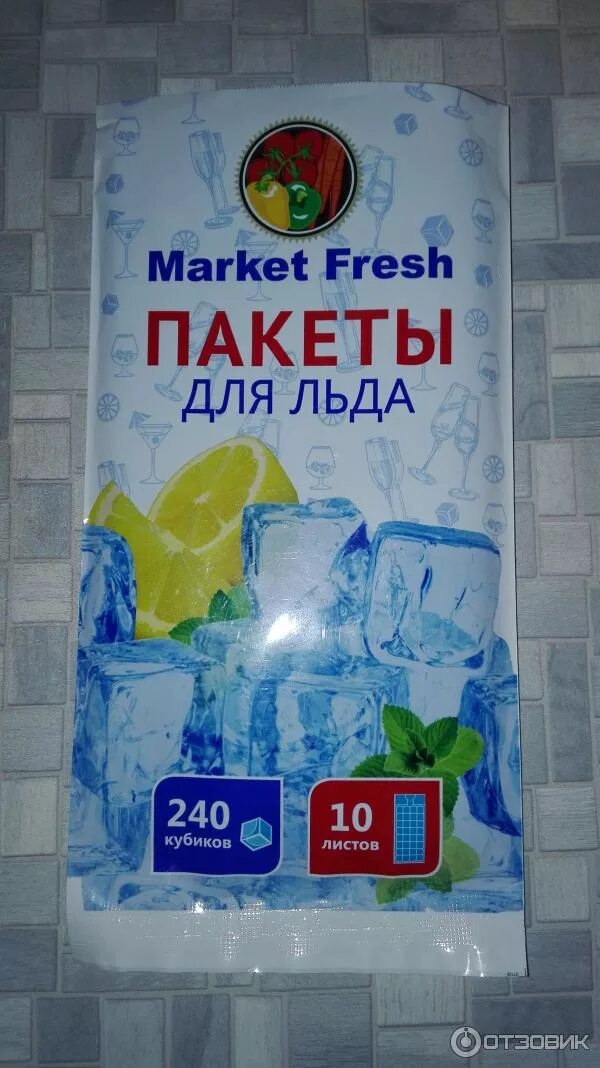 Market Fresh
ПАКЕТЫ
ДЛЯ ЛЬДА
240
кубиков
10
листов
ОТЗОВИК